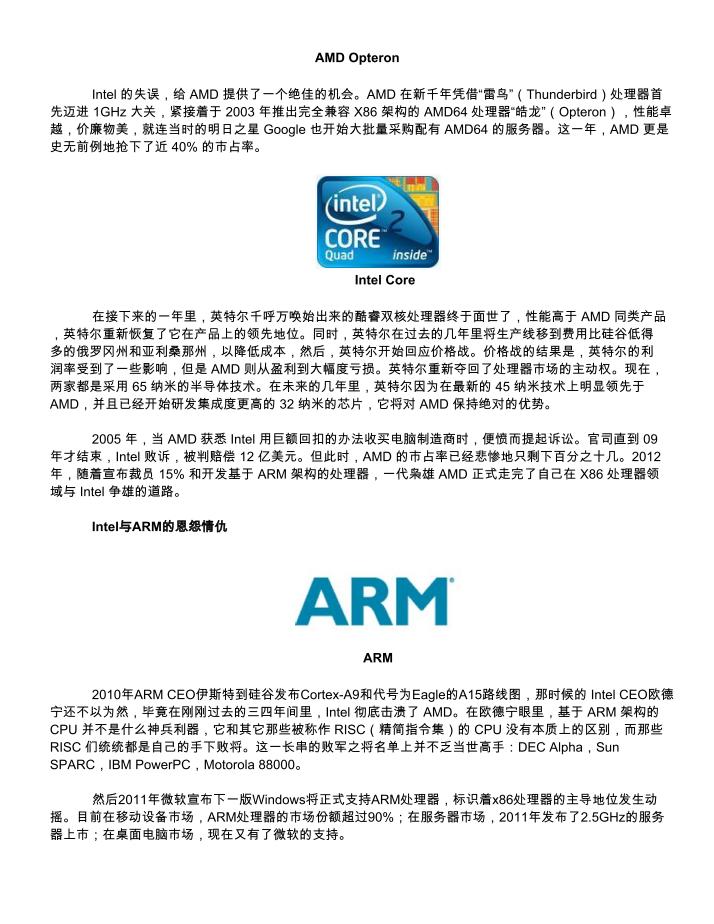 AMD Opteron
Intel 的失误，给 AMD 提供了一个绝佳的机会。AMD 在新千年凭借“雷鸟”（Thunderbird）处理器首
先迈进 1GHz 大关，紧接着于 2003 年推出完全兼容 X86 架构的 AMD64 处理器“皓龙”（Opteron），性能卓
越，价廉物美，就连当时的明日之星 Google 也开始大批量采购配有 AMD64 的服务器。这一年，AMD 更是
史无前例地抢下了近 40% 的市占率。
intel
2
CORE™
Quad inside™
Intel Core
在接下来的一年里，英特尔千呼万唤始出来的酷睿双核处理器终于面世了，性能高于 AMD 同类产品
，英特尔重新恢复了它在产品上的领先地位。同时，英特尔在过去的几年里将生产线移到费用比硅谷低得
多的俄罗冈州和亚利桑那州，以降低成本，然后，英特尔开始回应价格战。价格战的结果是，英特尔的利
润率受到了一些影响，但是 AMD 则从盈利到大幅度亏损。英特尔重新夺回了处理器市场的主动权。现在，
两家都是采用 65 纳米的半导体技术。在未来的几年里，英特尔因为在最新的 45 纳米技术上明显领先于
AMD，并且已经开始研发集成度更高的 32 纳米的芯片，它将对 AMD 保持绝对的优势。
2005 年，当 AMD 获悉 Intel 用巨额回扣的办法收买电脑制造商时，便愤而提起诉讼。官司直到 09
年才结束，Intel 败诉，被判赔偿 12 亿美元。但此时，AMD 的市占率已经悲惨地只剩下百分之十几。2012
年，随着宣布裁员 15% 和开发基于 ARM 架构的处理器，一代枭雄 AMD 正式走完了自己在 X86 处理器领
域与 Intel 争雄的道路。
Intel与ARM的恩怨情仇
ARM®
ARM
2010年ARM CEO伊斯特到硅谷发布Cortex-A9和代号为Eagle的A15路线图，那时候的 Intel CEO欧德
宁还不以为然，毕竟在刚刚过去的三四年间里，Intel 彻底击溃了 AMD。在欧德宁眼里，基于 ARM 架构的
CPU 并不是什么神兵利器，它和其它那些被称作 RISC（精简指令集）的 CPU 没有本质上的区别，而那些
RISC 们统统都是自己的手下败将。这一长串的败军之将名单上并不乏当世高手：DEC Alpha，Sun
SPARC，IBM PowerPC，Motorola 88000。
然后2011年微软宣布下一版Windows将正式支持ARM处理器，标识着x86处理器的主导地位发生动
摇。目前在移动设备市场，ARM处理器的市场份额超过90%；在服务器市场，2011年发布了2.5GHz的服务
器上市；在桌面电脑市场，现在又有了微软的支持。